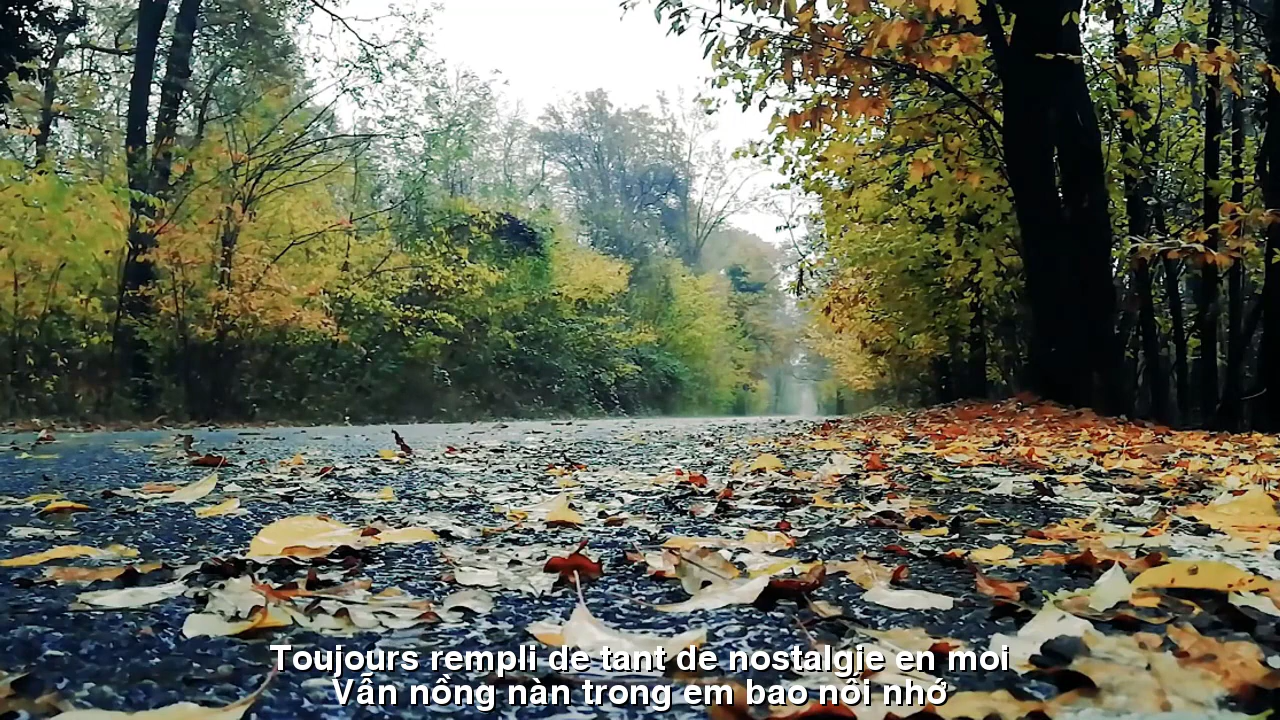 Toujours rempli de tant de nostalgie en moi
Vẫn nồng nàn trong em bao nỗi nhớ